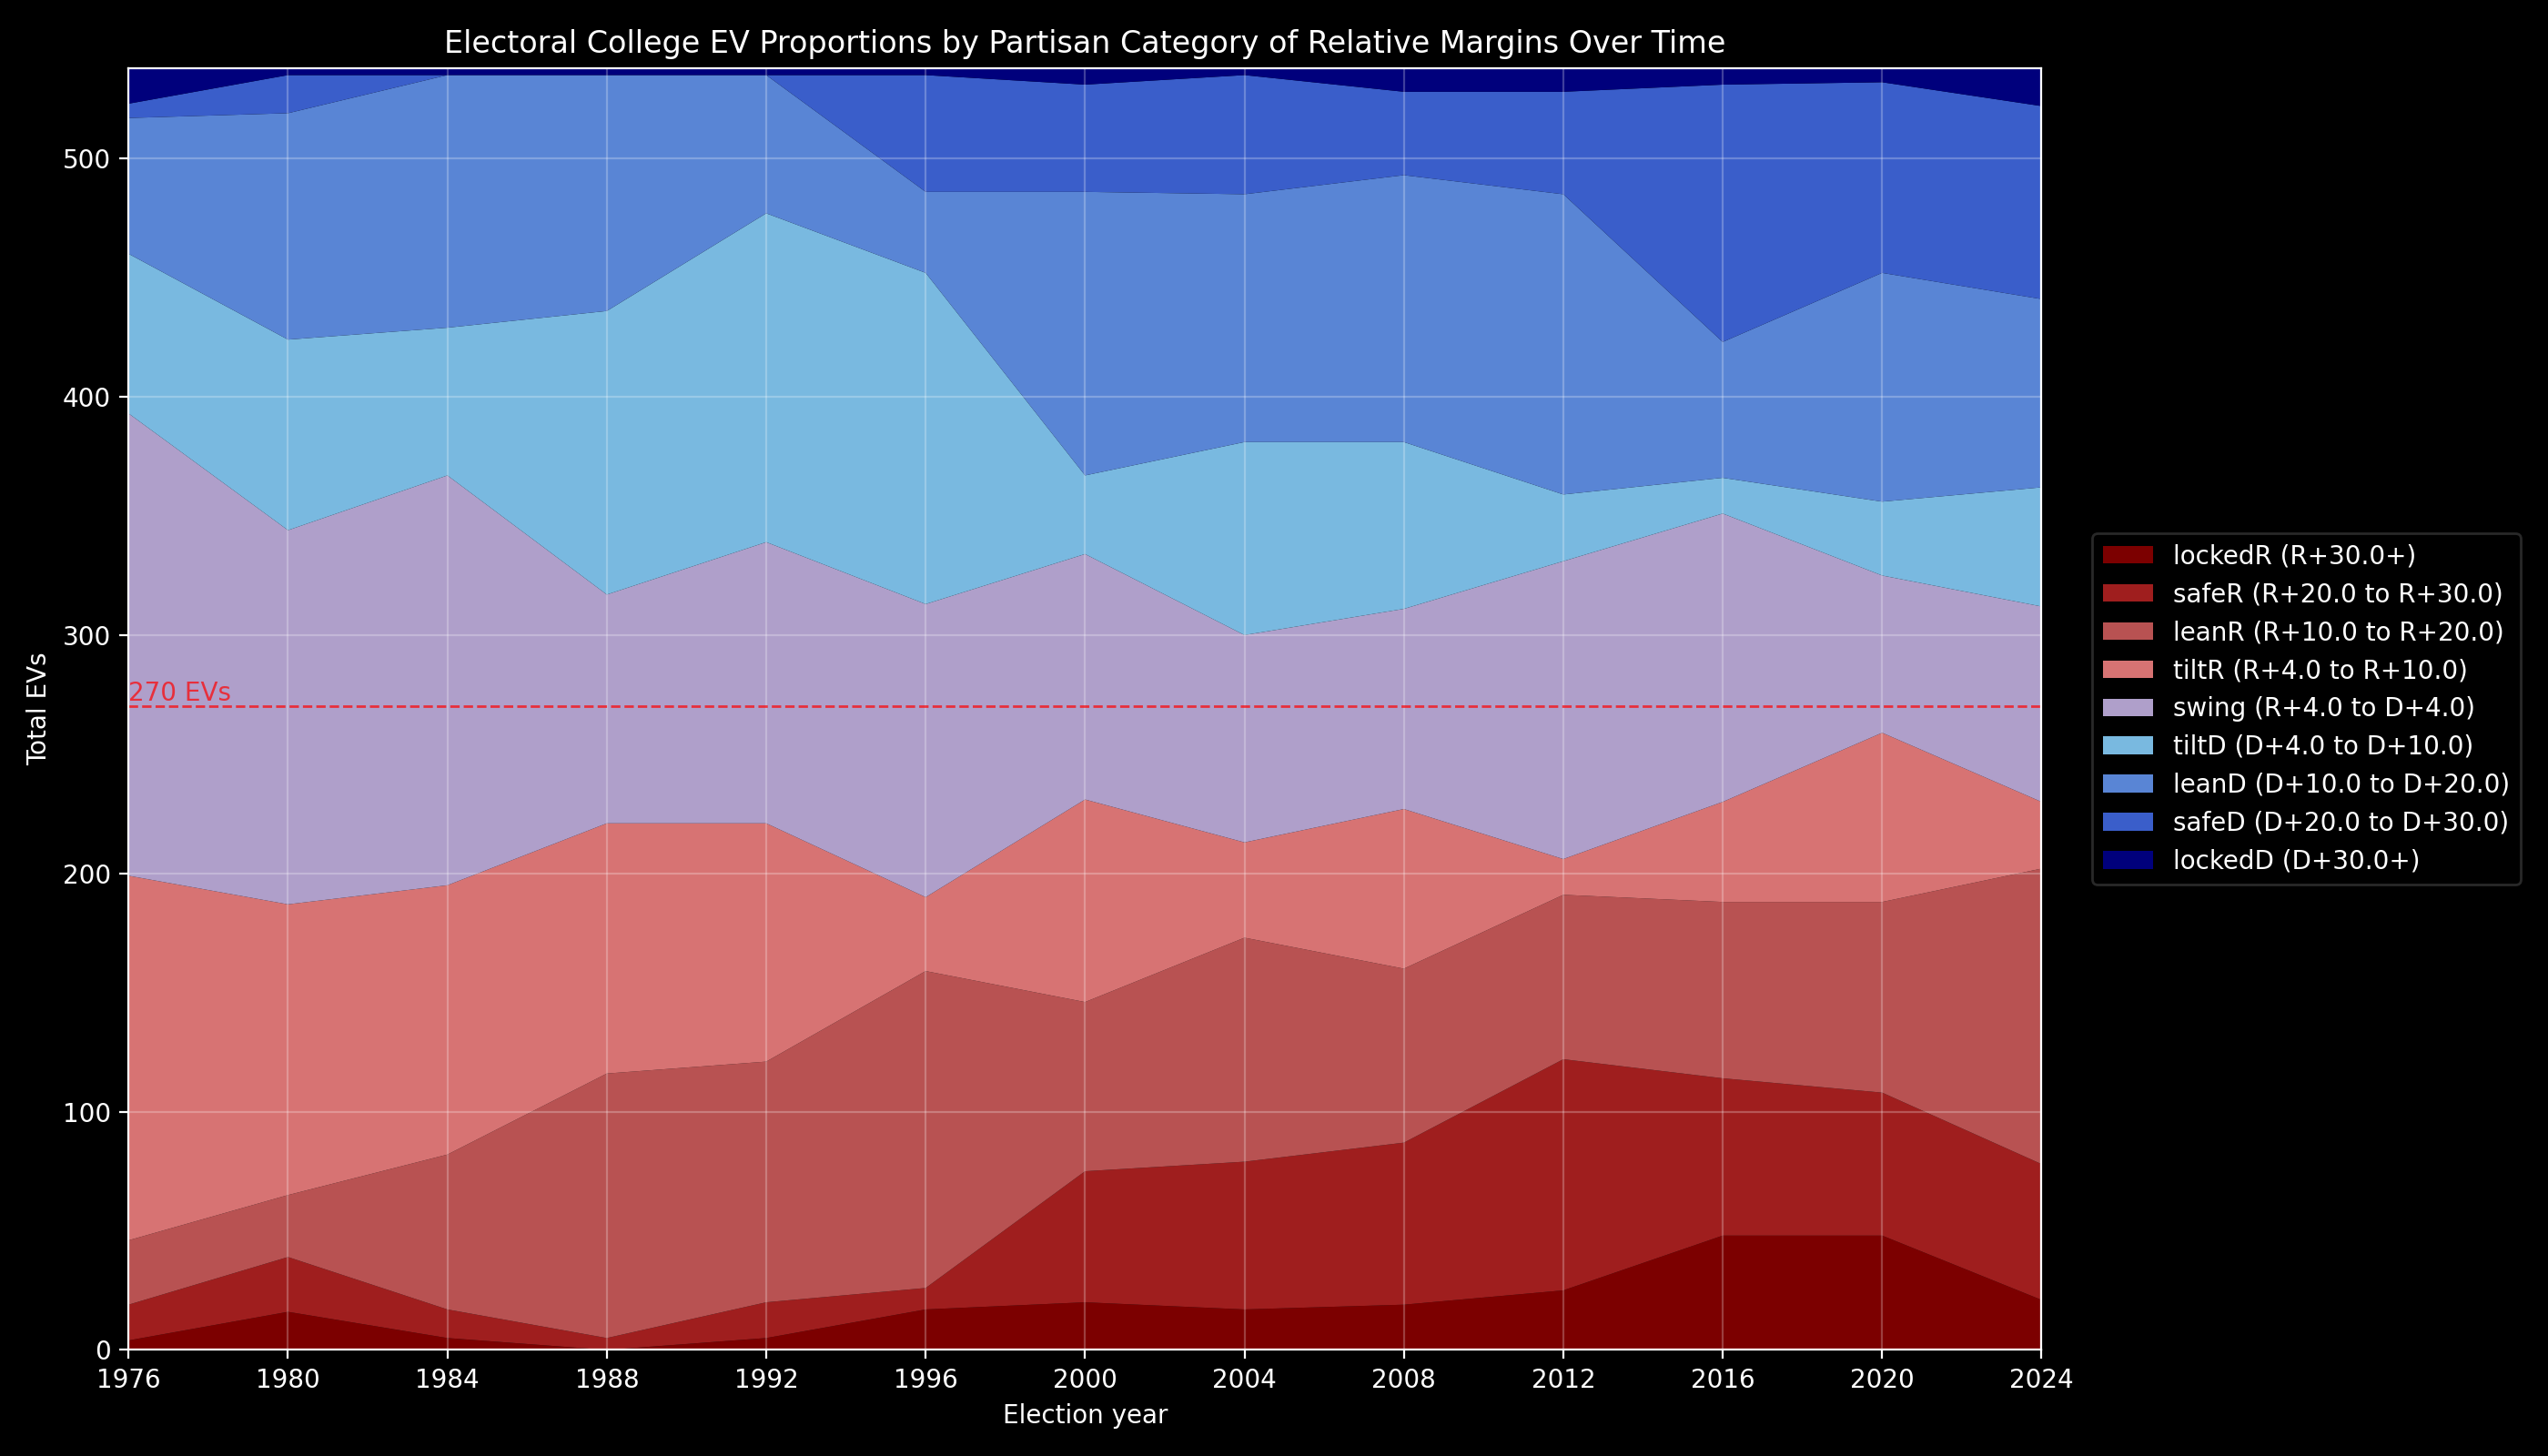 Electoral College EV Proportions by Partisan Category of Relative Margins Over Time
Total EVs
500
400
300
200
100
0
270 EVs
1976 1980 1984 1988 1992 1996 2000 2004 2008 2012 2016 2020 2024
Election year
lockedR (R+30.0+)
safeR (R+20.0 to R+30.0)
leanR (R+10.0 to R+20.0)
tiltR (R+4.0 to R+10.0)
swing (R+4.0 to D+4.0)
tiltD (D+4.0 to D+10.0)
leanD (D+10.0 to D+20.0)
safeD (D+20.0 to D+30.0)
lockedD (D+30.0+)